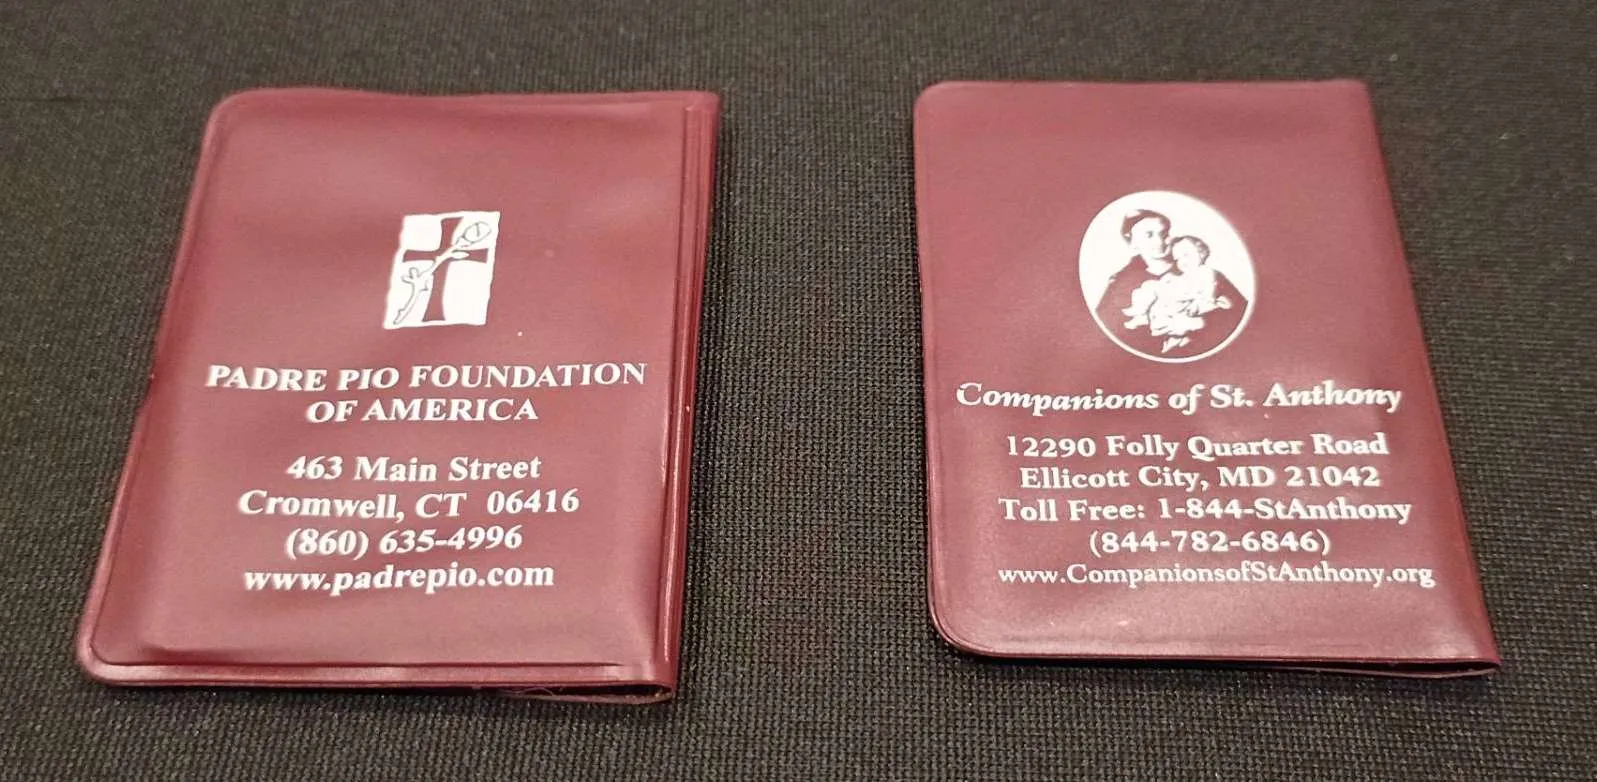 PADRE PIO FOUNDATION
OF AMERICA
463 Main Street
Cromwell, CT 06416
(860) 635-4996
www.padrepio.com
Companions of St. Anthony
12290 Folly Quarter Road
Ellicott City, MD 21042
Toll Free: 1-844-StAnthony
(844-782-6846)
www.CompanionsofStAnthony.org